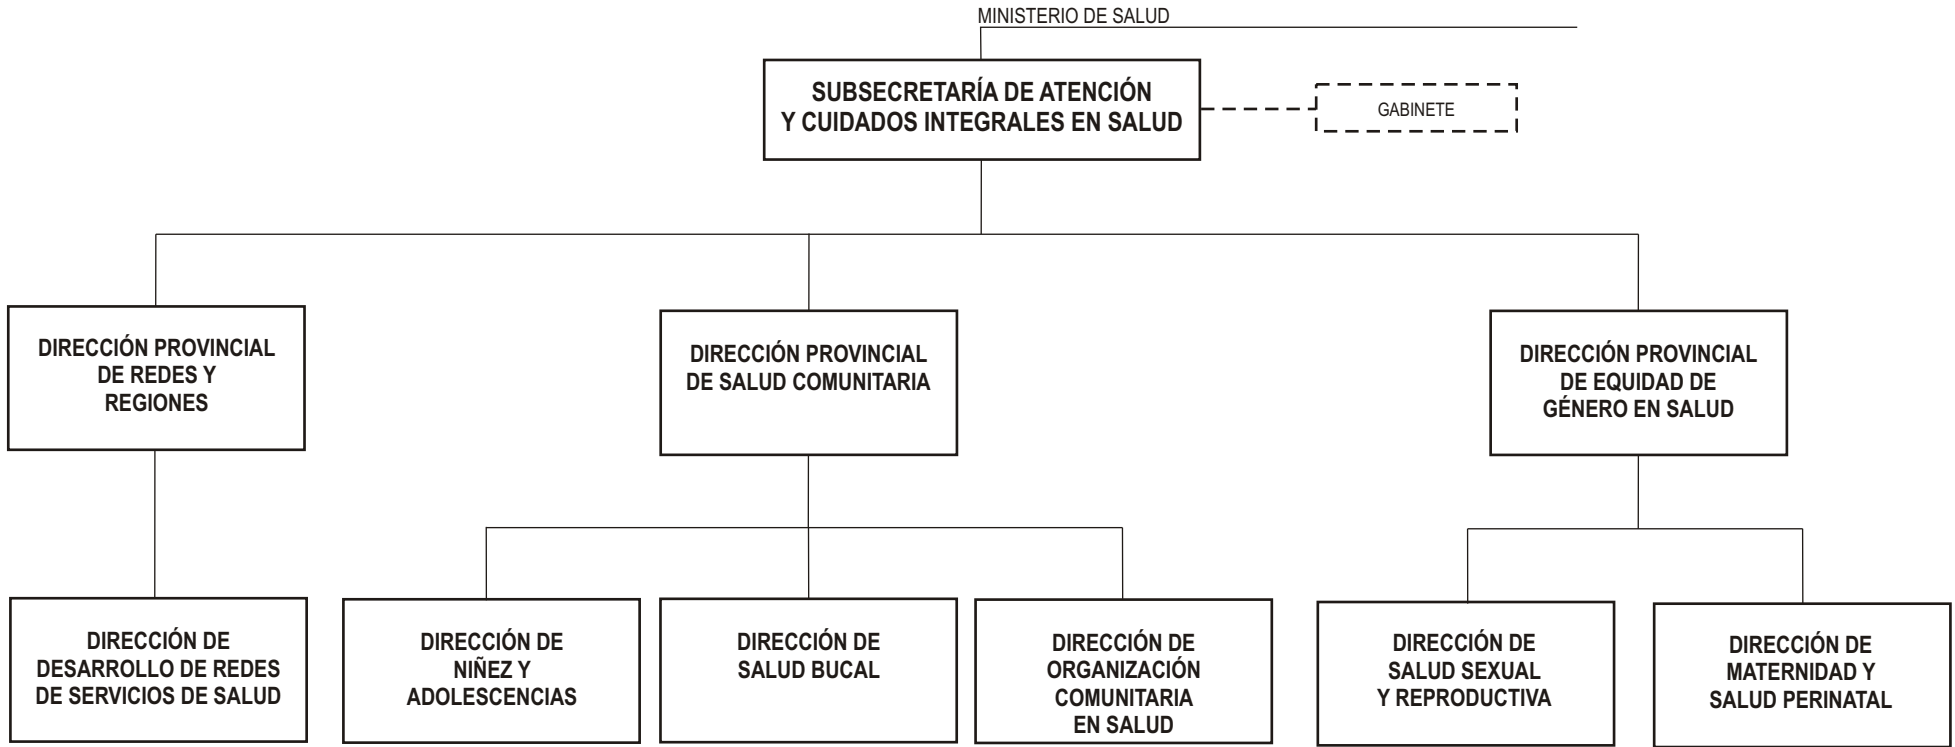 MINISTERIO DE SALUD
SUBSECRETARÍA DE ATENCIÓN
Y CUIDADOS INTEGRALES EN SALUD
GABINETE
DIRECCIÓN PROVINCIAL
DE REDES Y
REGIONES
DIRECCIÓN PROVINCIAL
DE SALUD COMUNITARIA
DIRECCIÓN PROVINCIAL
DE EQUIDAD DE
GÉNERO EN SALUD
DIRECCIÓN DE
DESARROLLO DE REDES
DE SERVICIOS DE SALUD
DIRECCIÓN DE
NIÑEZ Y
ADOLESCENCIAS
DIRECCIÓN DE
SALUD BUCAL
DIRECCIÓN DE
ORGANIZACIÓN
COMUNITARIA
EN SALUD
DIRECCIÓN DE
SALUD SEXUAL
Y REPRODUCTIVA
DIRECCIÓN DE
MATERNIDAD Y
SALUD PERINATAL